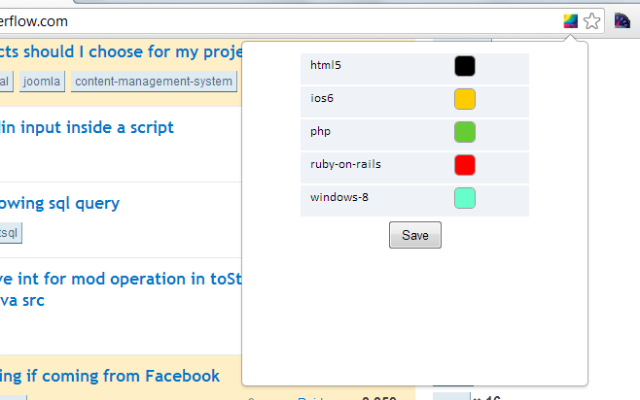 erflow.com
cts should I choose for my proje
al joomla content-management-system
lin input inside a script
owing sql query
tsql
ve int for mod operation in toSt
va src
ing if coming from Facebook
html5
ios6
php
ruby-on-rails
windows-8
Save